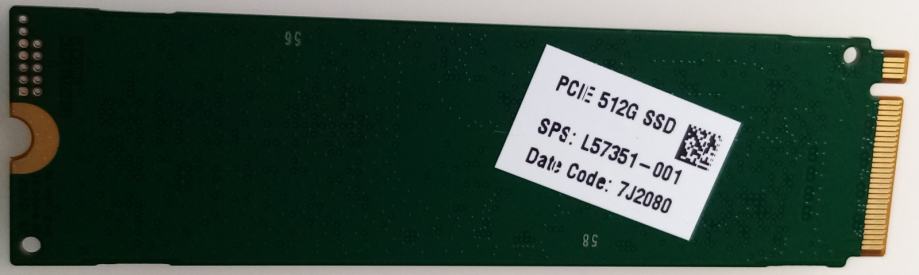 56
PCIE 512G SSD
SPS: L57351-001
Date Code: 7J2080
58